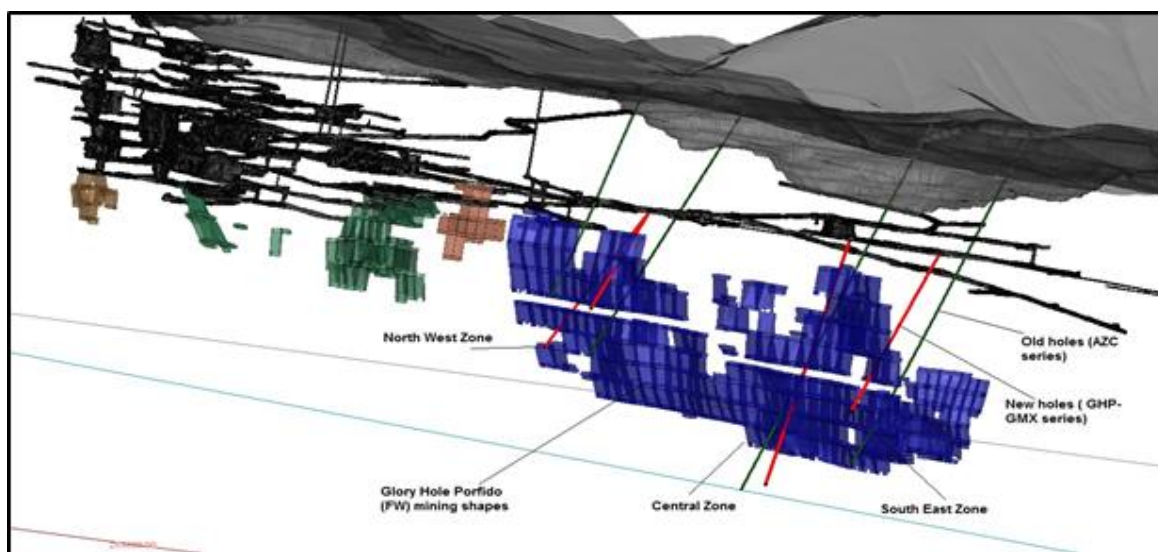 North West Zone
Old holes (AZC
series)
New holes ( GHP-
GMX series)
Glory Hole Porfido
(FW) mining shapes
Central Zone
South East Zone